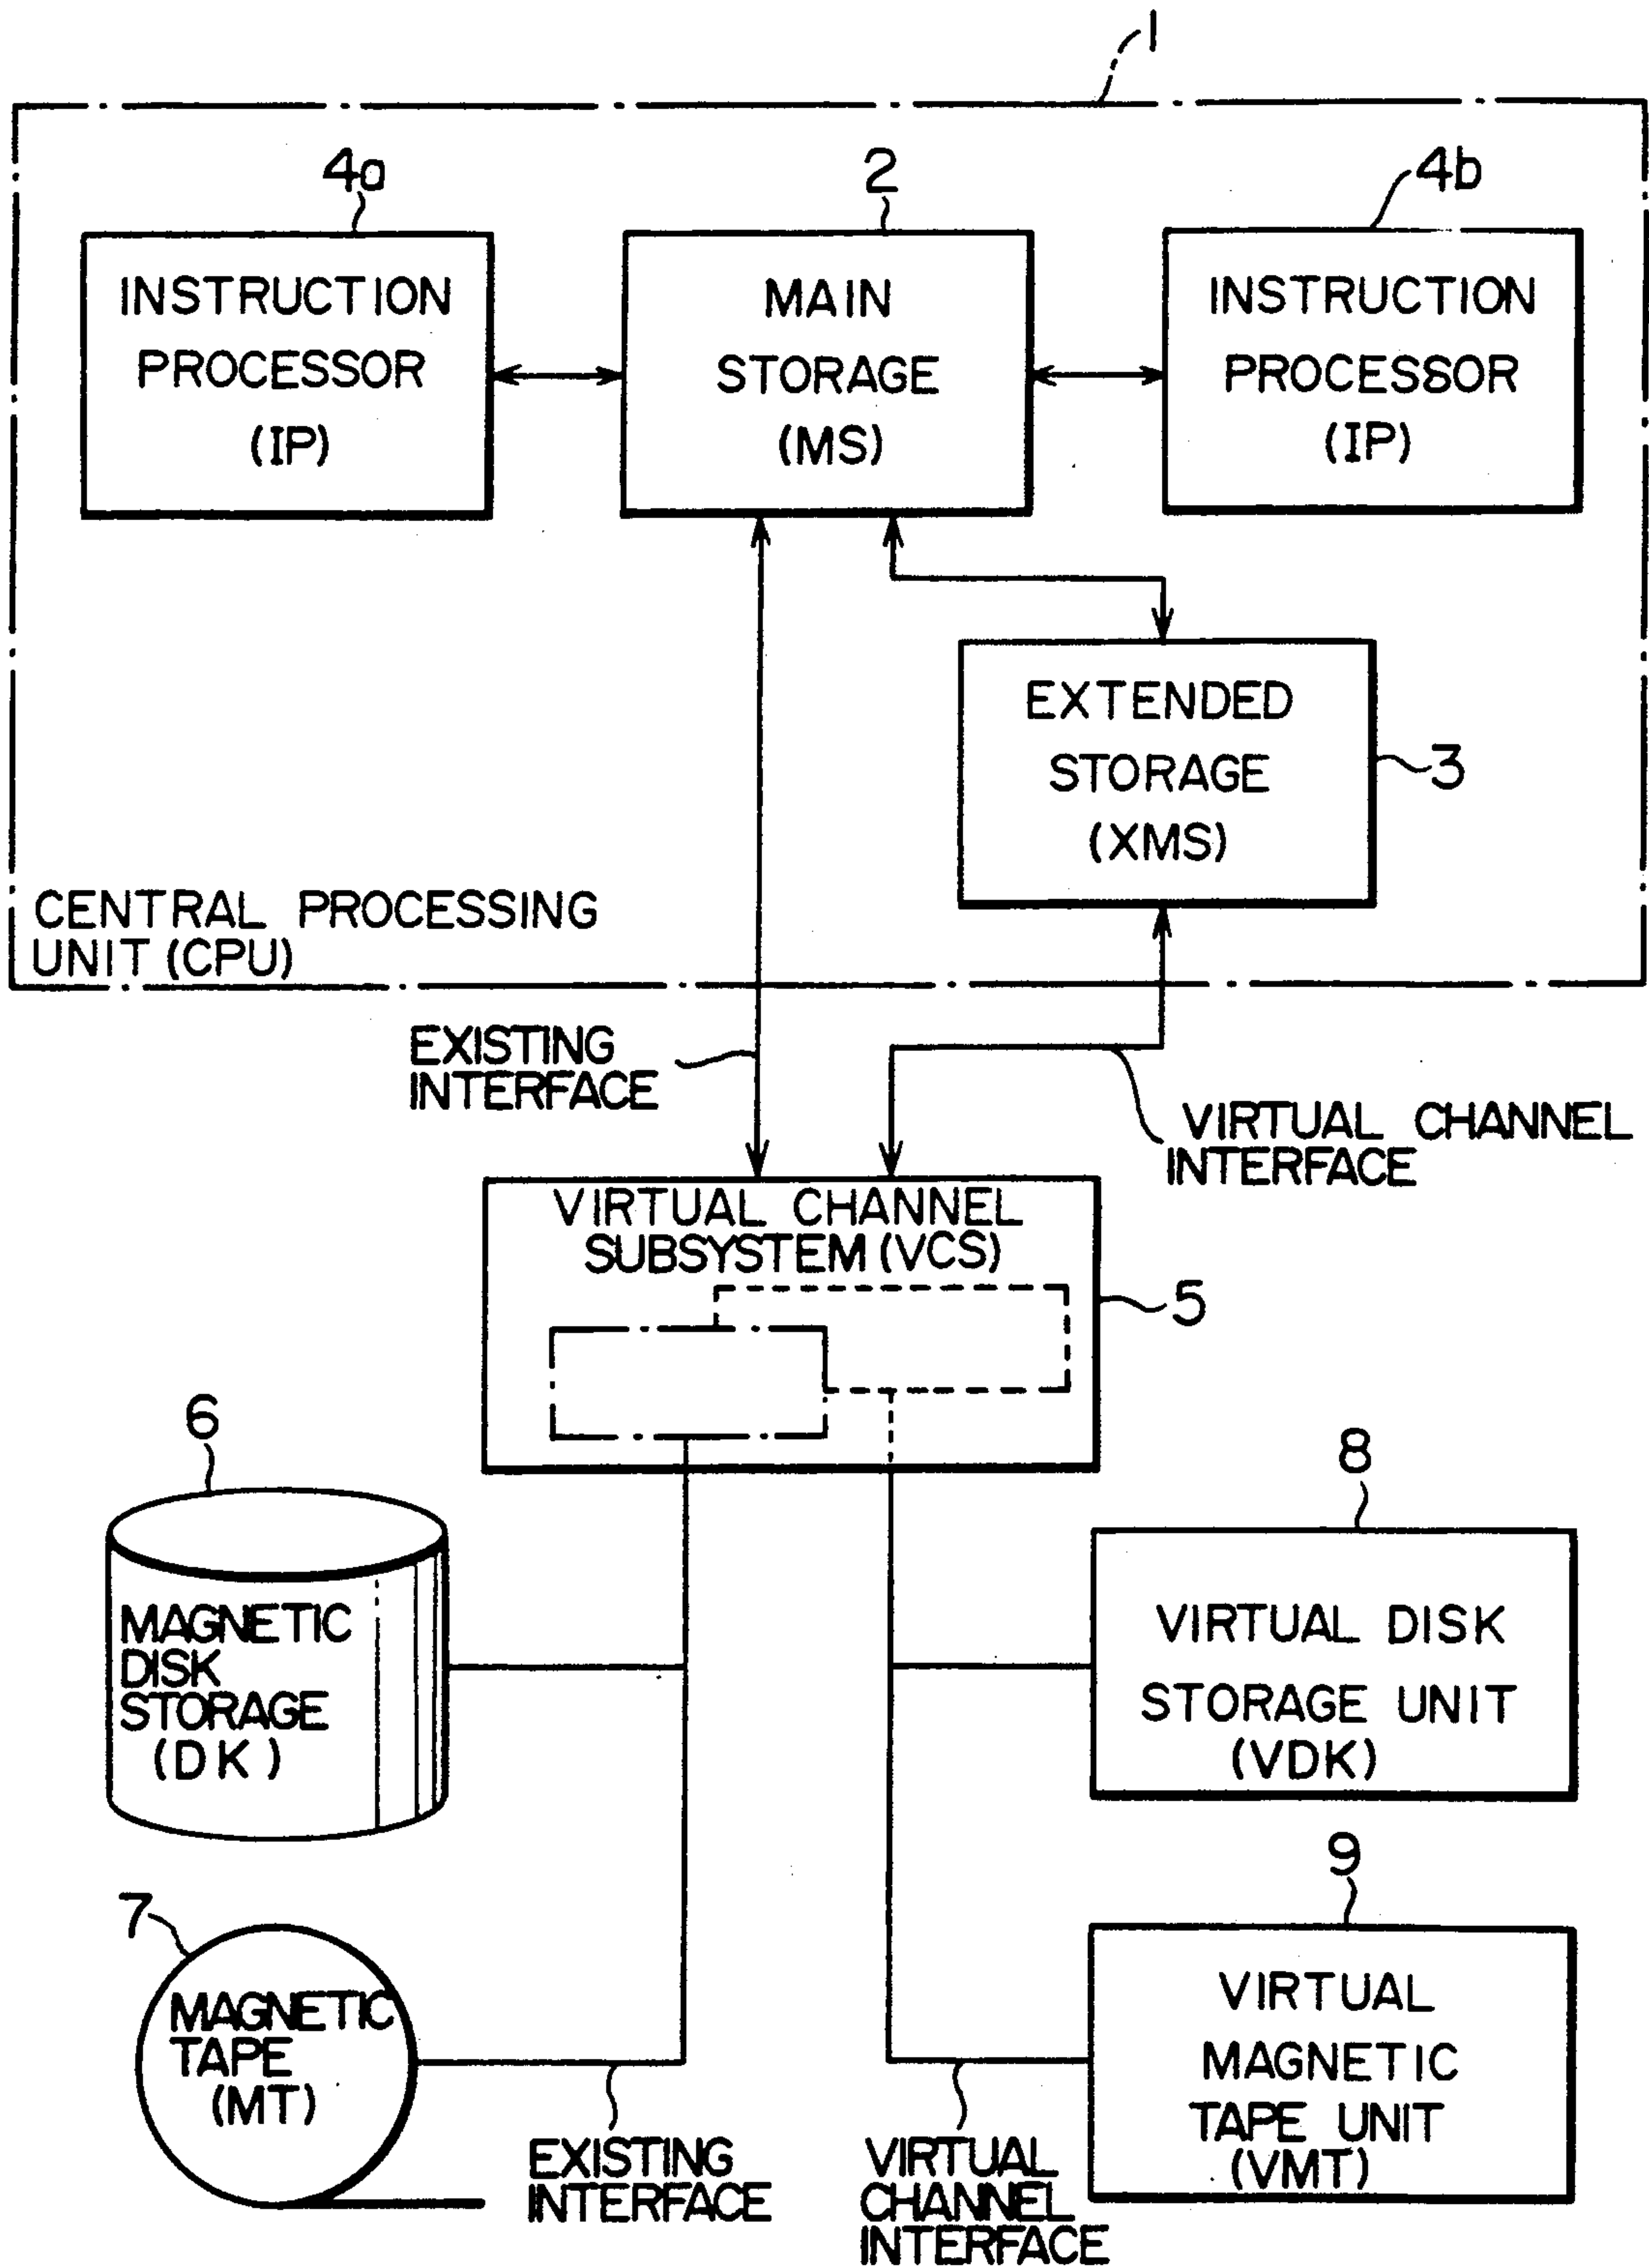 1
4a
2
4b
INSTRUCTION
PROCESSOR
(IP)
MAIN
STORAGE
(MS)
INSTRUCTION
PROCESSOR
(IP)
EXTENDED
STORAGE
(XMS)
3
CENTRAL PROCESSING
UNIT (CPU)
EXISTING
INTERFACE
VIRTUAL CHANNEL
INTERFACE
VIRTUAL CHANNEL
SUBSYSTEM (VCS)
5
6
MAGNETIC
DISK
STORAGE
(DK)
8
VIRTUAL DISK
STORAGE UNIT
(VDK)
7
MAGNETIC
TAPE
(MT)
9
VIRTUAL
MAGNETIC
TAPE UNIT
(VMT)
EXISTING
INTERFACE
VIRTUAL
CHANNEL
INTERFACE